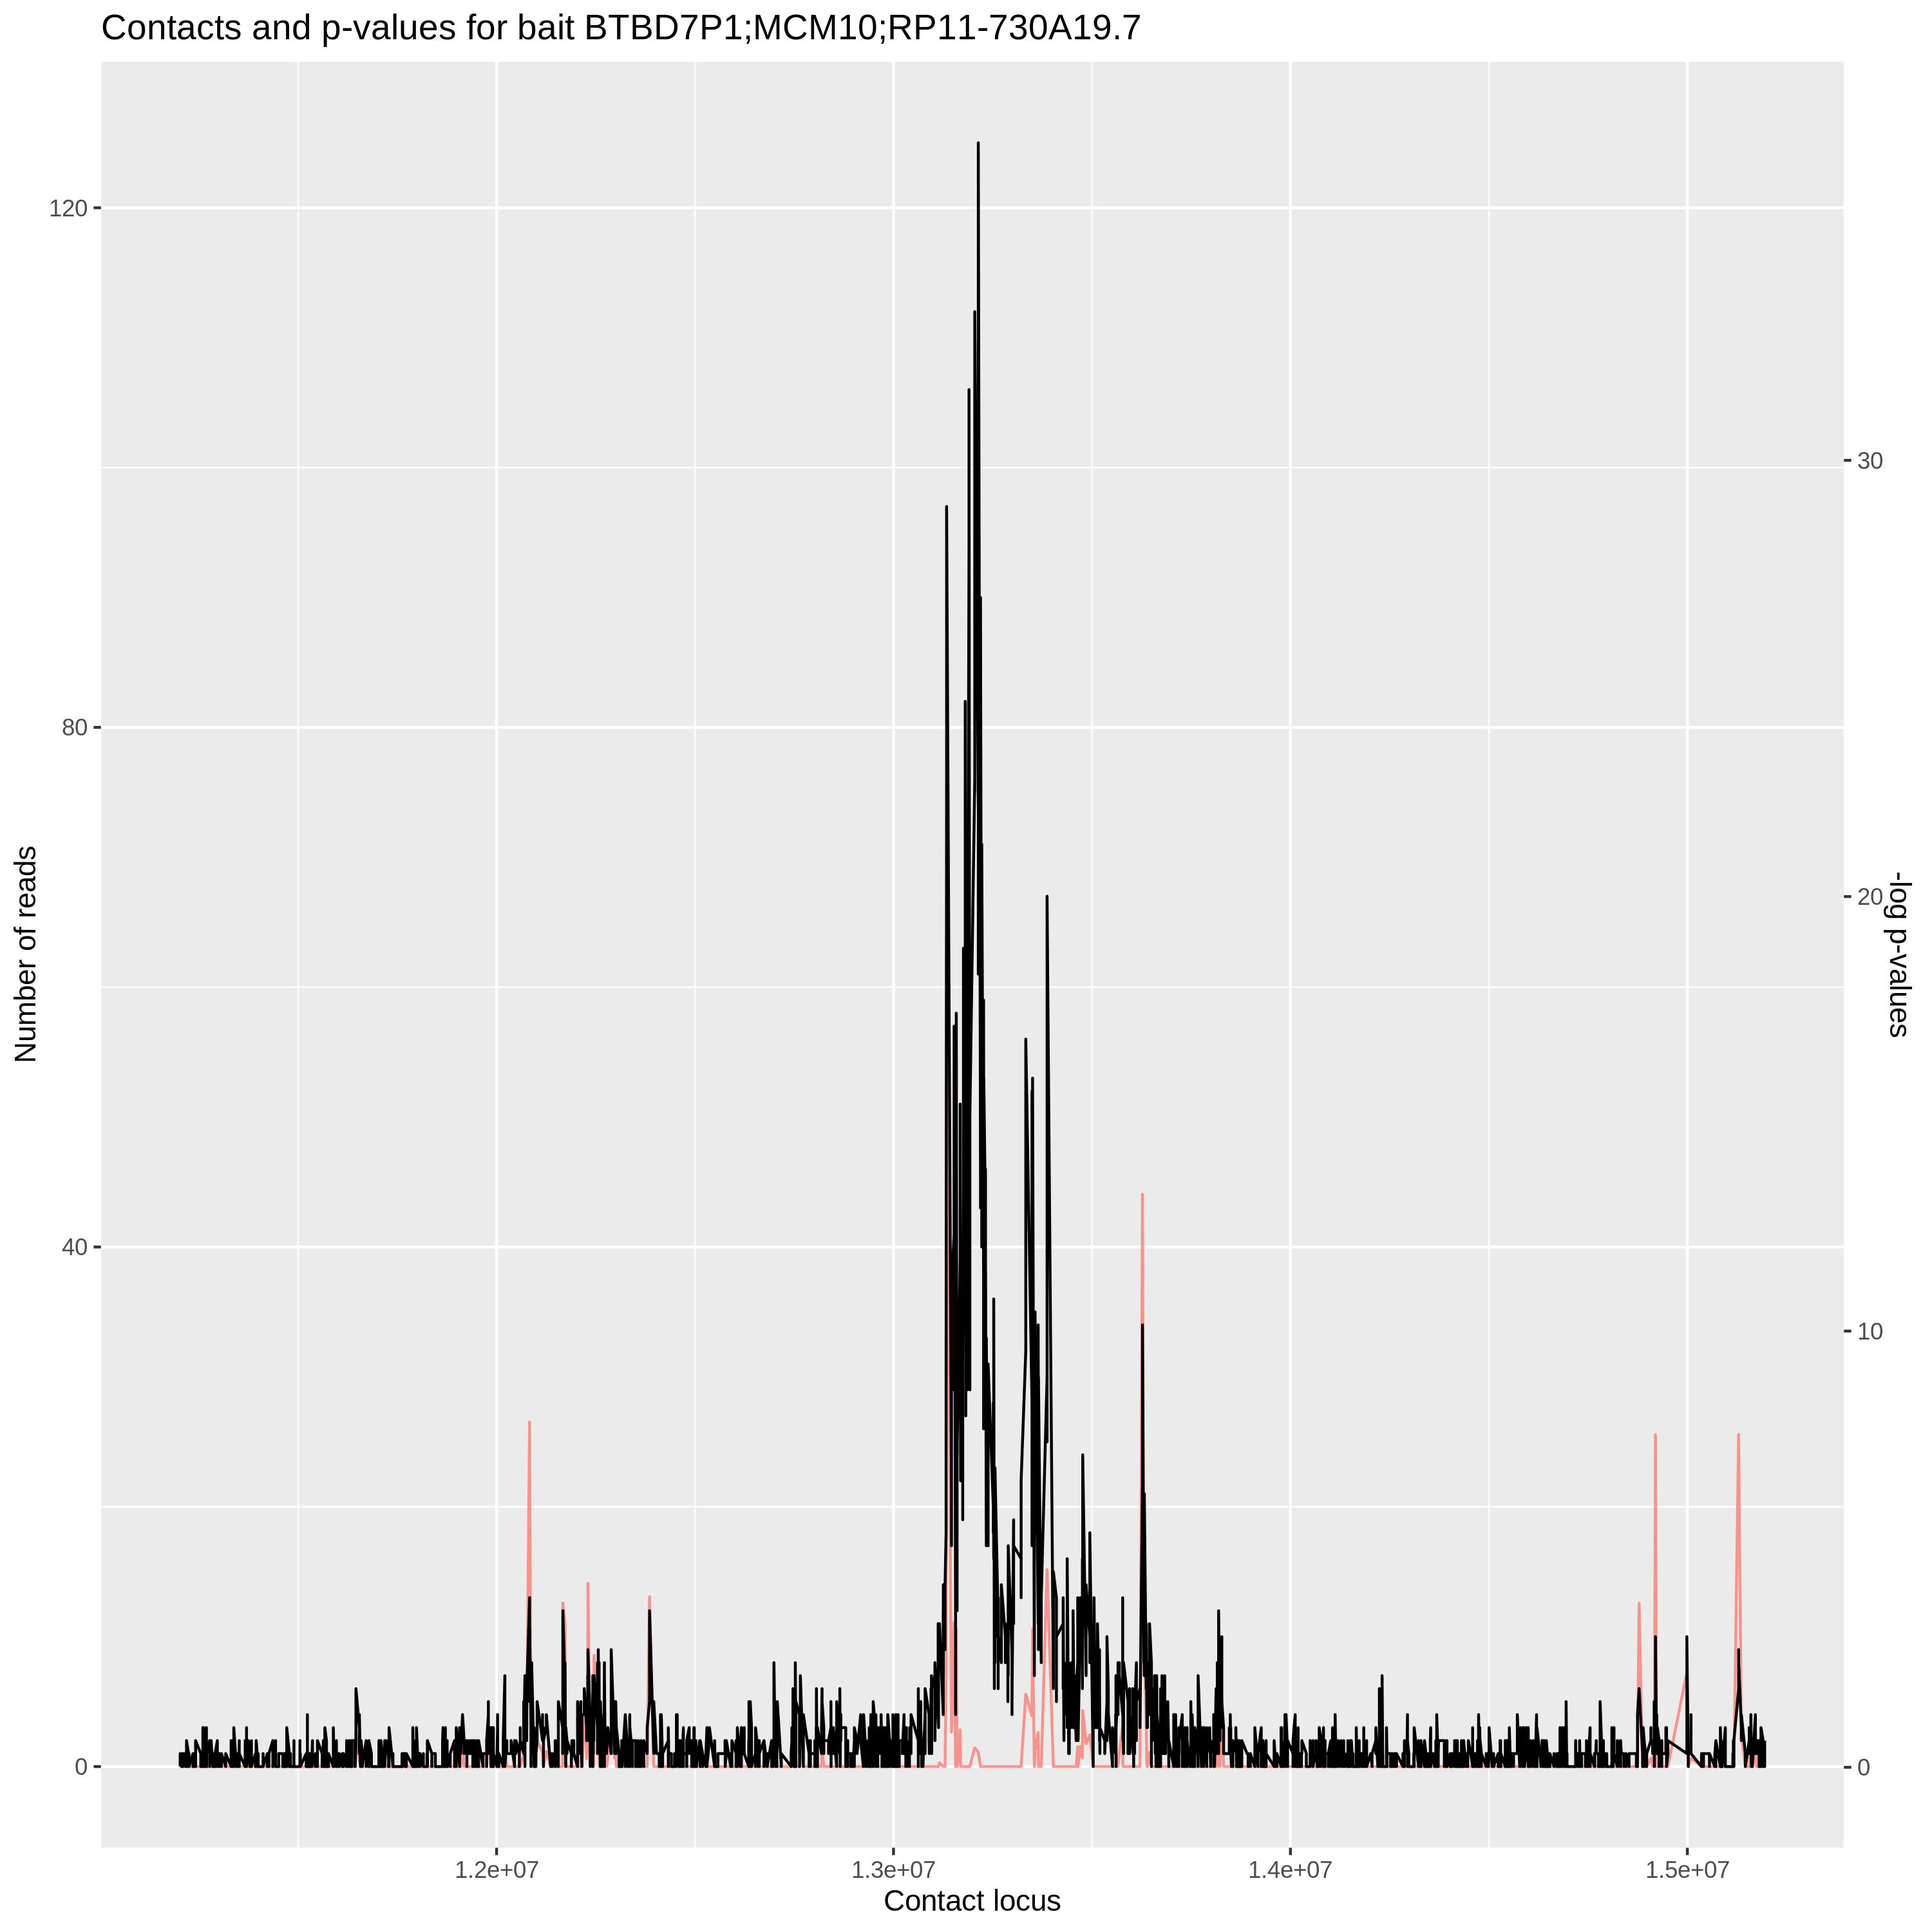 Contacts and p-values for bait BTBD7P1;MCM10;RP11-730A19.7
120
80
40
0
Number of reads
30
20
10
0
-log p-values
1.2e+07
1.3e+07
1.4e+07
1.5e+07
Contact locus